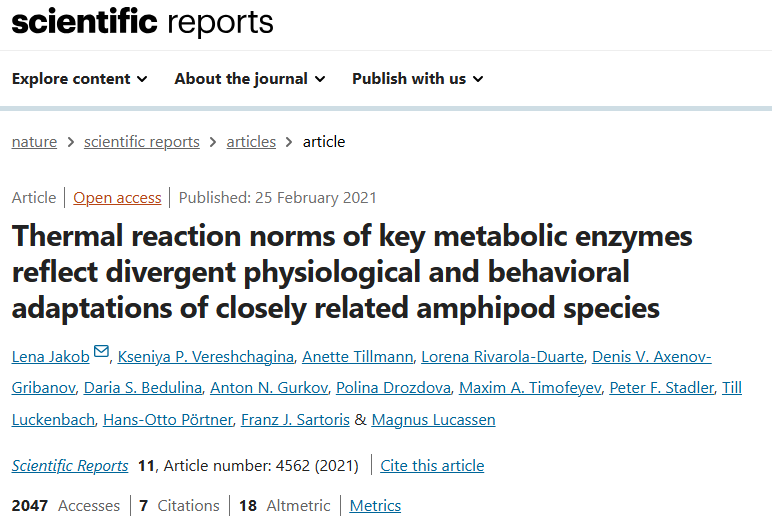 scientific reports
Explore content About the journal Publish with us
nature > scientific reports > articles > article
Article | Open access | Published: 25 February 2021
Thermal reaction norms of key metabolic enzymes
reflect divergent physiological and behavioral
adaptations of closely related amphipod species
Lena Jakob, Kseniya P. Vereshchagina, Anette Tillmann, Lorena Rivarola-Duarte, Denis V. Axenov-
Gribanov, Daria S. Bedulina, Anton N. Gurkov, Polina Drozdova, Maxim A. Timofeyev, Peter F. Stadler, Till
Luckenbach, Hans-Otto Pörtner, Franz J. Sartoris & Magnus Lucassen
Scientific Reports 11, Article number: 4562 (2021) | Cite this article
2047 Accesses | 7 Citations | 18 Altmetric | Metrics